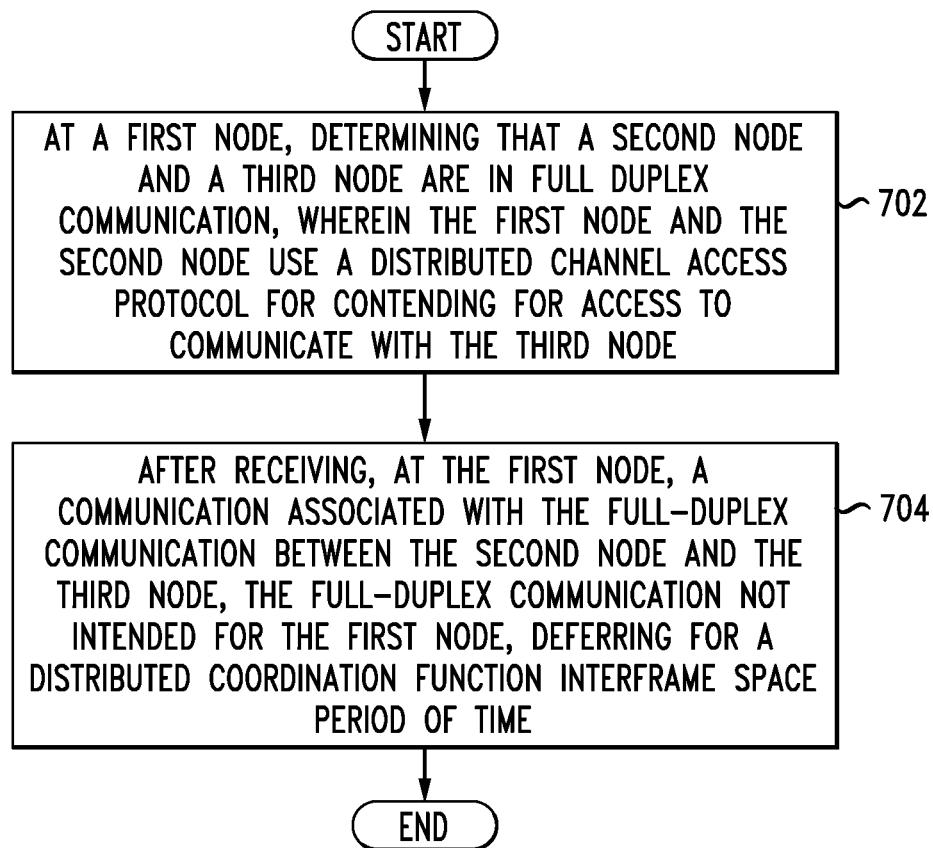 START
AT A FIRST NODE, DETERMINING THAT A SECOND NODE
AND A THIRD NODE ARE IN FULL DUPLEX
COMMUNICATION, WHEREIN THE FIRST NODE AND THE
SECOND NODE USE A DISTRIBUTED CHANNEL ACCESS
PROTOCOL FOR CONTENDING FOR ACCESS TO
COMMUNICATE WITH THE THIRD NODE
702
AFTER RECEIVING, AT THE FIRST NODE, A
COMMUNICATION ASSOCIATED WITH THE FULL-DUPLEX
COMMUNICATION BETWEEN THE SECOND NODE AND THE
THIRD NODE, THE FULL-DUPLEX COMMUNICATION NOT
INTENDED FOR THE FIRST NODE, DEFERRING FOR A
DISTRIBUTED COORDINATION FUNCTION INTERFRAME SPACE
PERIOD OF TIME
704
END